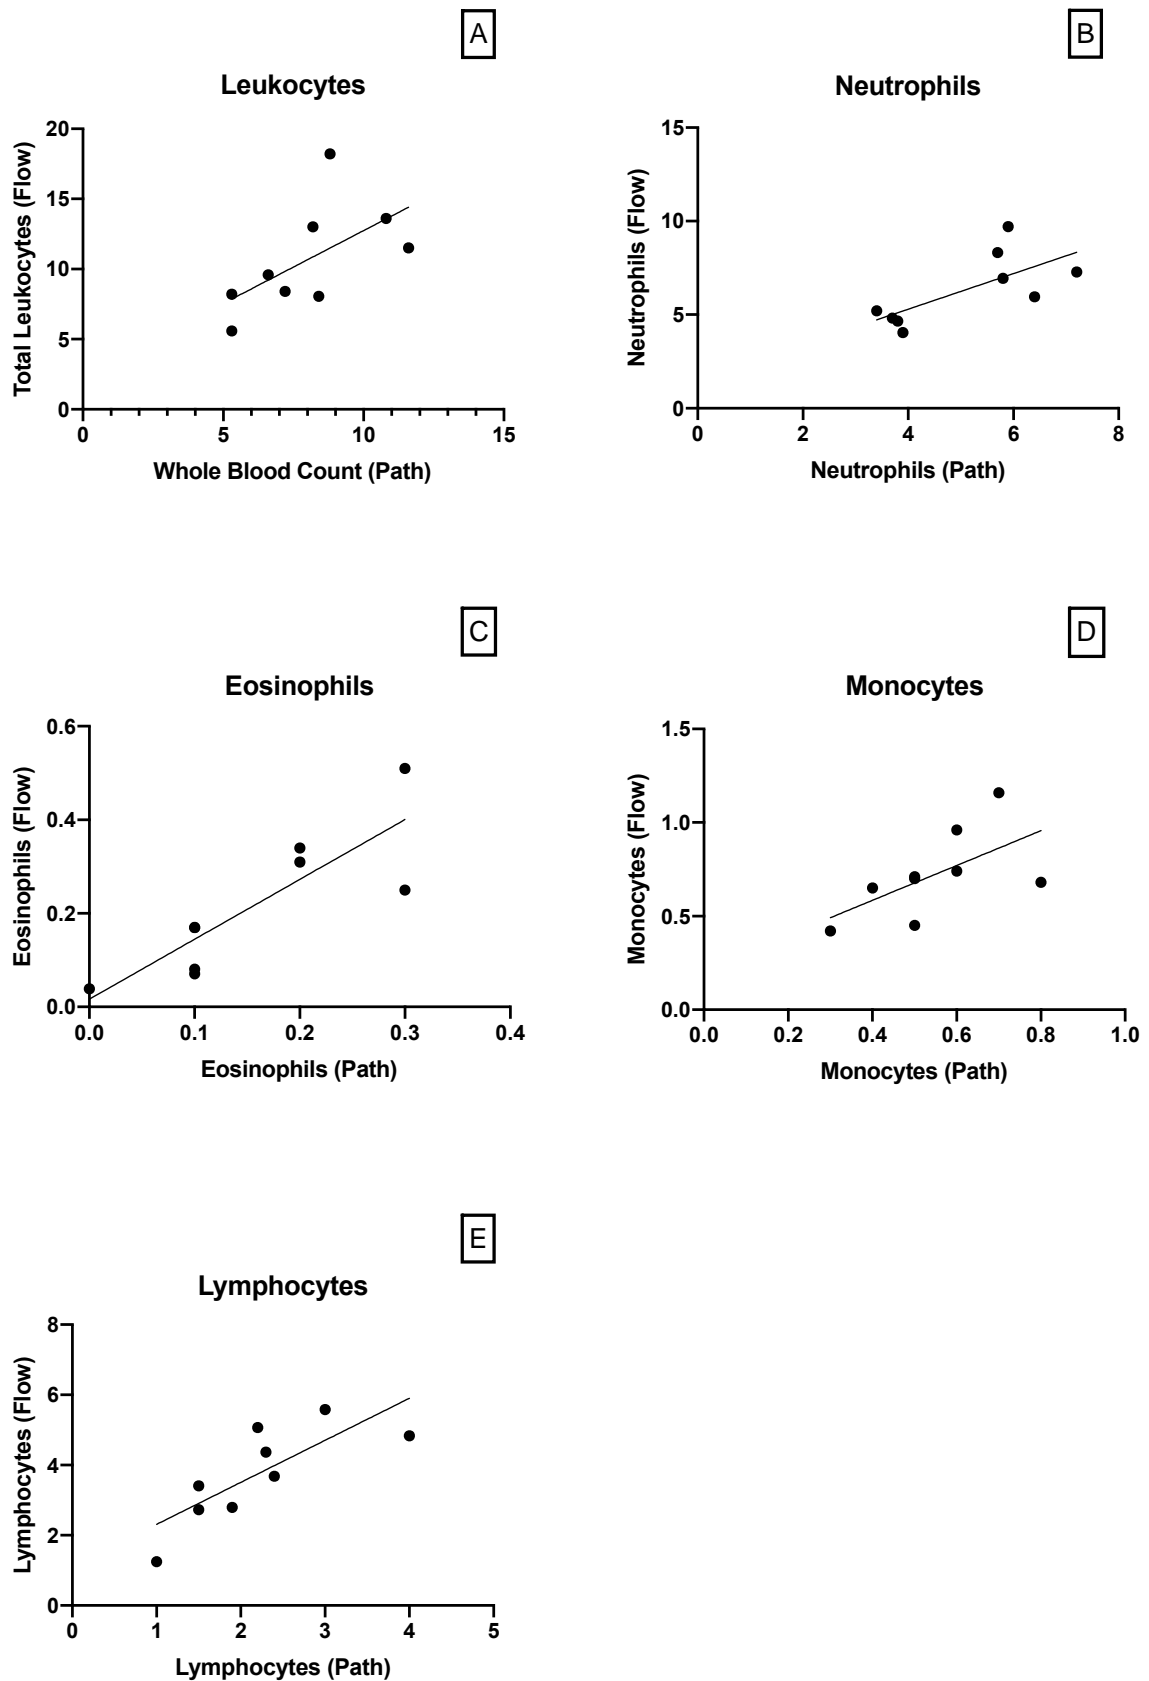 A
Leukocytes
Total Leukocytes (Flow)
20
15
10
5
0
0 5 10 15
Whole Blood Count (Path)
B
Neutrophils
Neutrophils (Flow)
15
10
5
0
0 2 4 6 8
Neutrophils (Path)
C
Eosinophils
Eosinophils (Flow)
0.6
0.4
0.2
0.0
0.0 0.1 0.2 0.3 0.4
Eosinophils (Path)
D
Monocytes
Monocytes (Flow)
1.5
1.0
0.5
0.0
0.0 0.2 0.4 0.6 0.8 1.0
Monocytes (Path)
E
Lymphocytes
Lymphocytes (Flow)
8
6
4
2
0
0 1 2 3 4 5
Lymphocytes (Path)